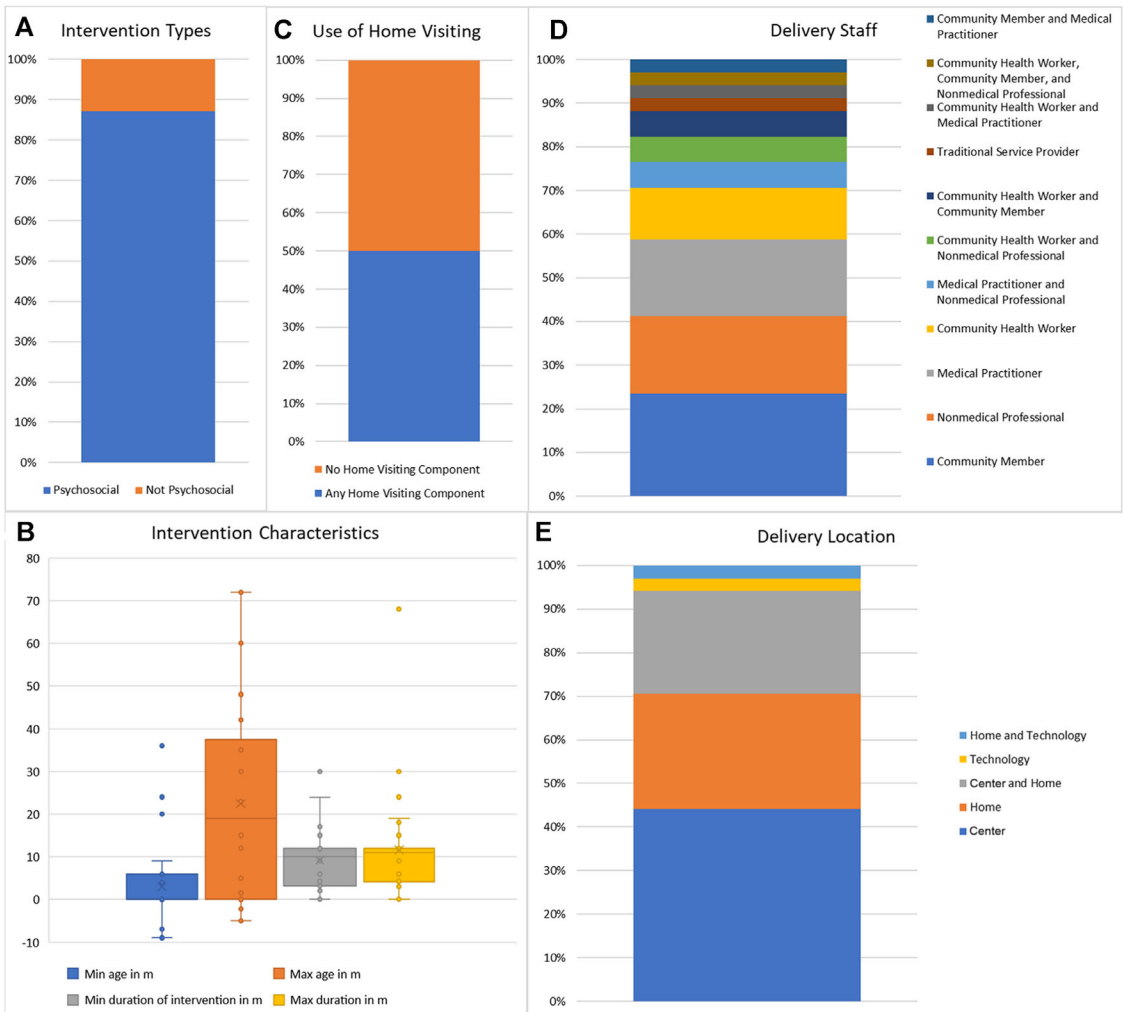 A Intervention Types
100%
90%
80%
70%
60%
50%
40%
30%
20%
10%
0%
Psychosocial Not Psychosocial
C Use of Home Visiting
100%
90%
80%
70%
60%
50%
40%
30%
20%
10%
0%
No Home Visiting Component
Any Home Visiting Component
D Delivery Staff
100%
90%
80%
70%
60%
50%
40%
30%
20%
10%
0%
Community Member and Medical
Practitioner
Community Health Worker,
Community Member, and
Nonmedical Professional
Community Health Worker and
Medical Practitioner
Traditional Service Provider
Community Health Worker and
Community Member
Community Health Worker and
Nonmedical Professional
Medical Practitioner and
Nonmedical Professional
Community Health Worker
Medical Practitioner
Nonmedical Professional
Community Member
B Intervention Characteristics
80
70
60
50
40
30
20
10
0
-10
Min age in m Max age in m
Min duration of intervention in m Max duration in m
E Delivery Location
100%
90%
80%
70%
60%
50%
40%
30%
20%
10%
0%
Home and Technology
Technology
Center and Home
Home
Center